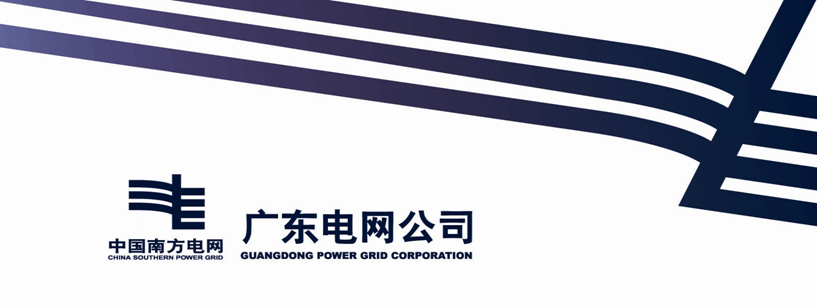 中国南方电网
CHINA SOUTHERN POWER GRID
广东电网公司
GUANGDONG POWER GRID CORPORATION